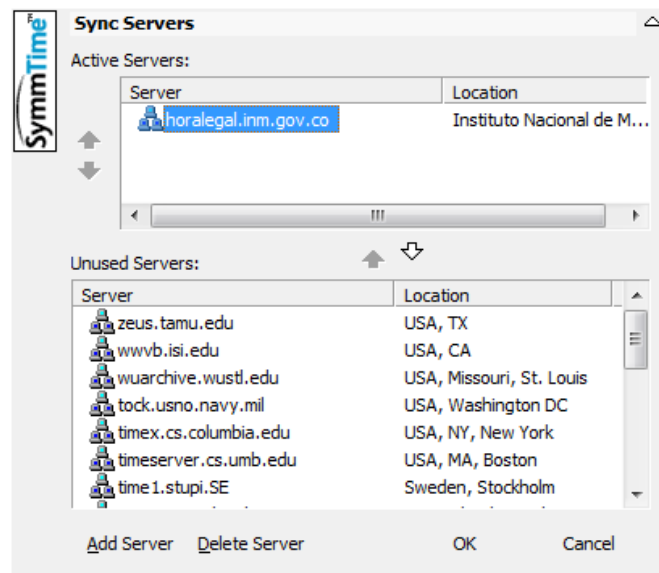 SymmTime™
Sync Servers
Active Servers:
Server Location
horalegal.inm.gov.co Instituto Nacional de M...
Unused Servers:
Server Location
zeus.tamu.edu USA, TX
wwvb.isi.edu USA, CA
wuarchive.wustl.edu USA, Missouri, St. Louis
tock.usno.navy.mil USA, Washington DC
timex.cs.columbia.edu USA, NY, New York
timeserver.cs.umb.edu USA, MA, Boston
time1.stupi.SE Sweden, Stockholm
Add Server Delete Server OK Cancel